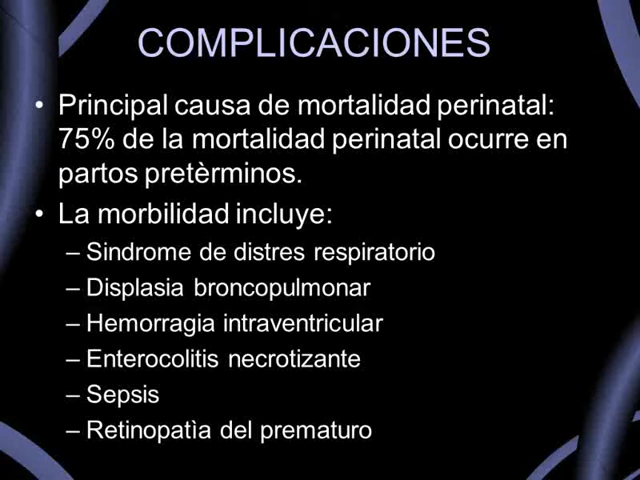 COMPLICACIONES
• Principal causa de mortalidad perinatal:
75% de la mortalidad perinatal ocurre en
partos pretèrminos.
• La morbilidad incluye:
– Sindrome de distres respiratorio
– Displasia broncopulmonar
– Hemorragia intraventricular
– Enterocolitis necrotizante
– Sepsis
– Retinopatìa del prematuro